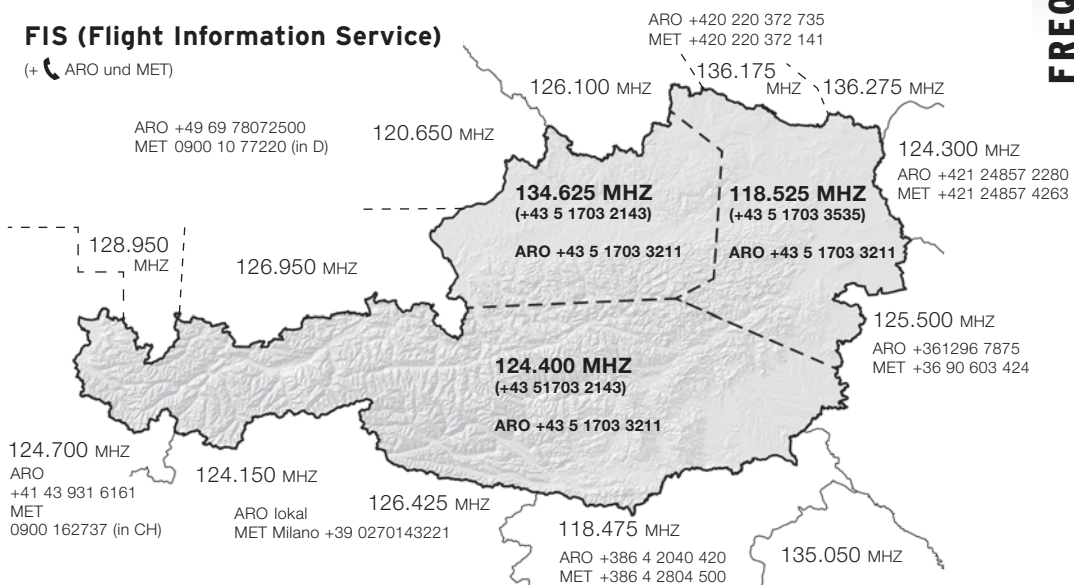 FIS (Flight Information Service)
(+ ARO und MET)
FREQ
ARO +420 220 372 735
MET +420 220 372 141
126.100 MHZ
136.175
MHZ
136.275 MHZ
ARO +49 69 78072500
MET 0900 10 77220 (in D)
120.650 MHZ
124.300 MHZ
ARO +421 24857 2280
MET +421 24857 4263
134.625 MHZ
(+43 5 1703 2143)
ARO +43 5 1703 3211
118.525 MHZ
(+43 5 1703 3535)
ARO +43 5 1703 3211
128.950
MHZ
126.950 MHZ
125.500 MHZ
ARO +361296 7875
MET +36 90 603 424
124.400 MHZ
(+43 51703 2143)
ARO +43 5 1703 3211
124.700 MHZ
ARO
+41 43 931 6161
MET
0900 162737 (in CH)
124.150 MHZ
ARO lokal
MET Milano +39 0270143221
126.425 MHZ
118.475 MHZ
ARO +386 4 2040 420
MET +386 4 2804 500
135.050 MHZ